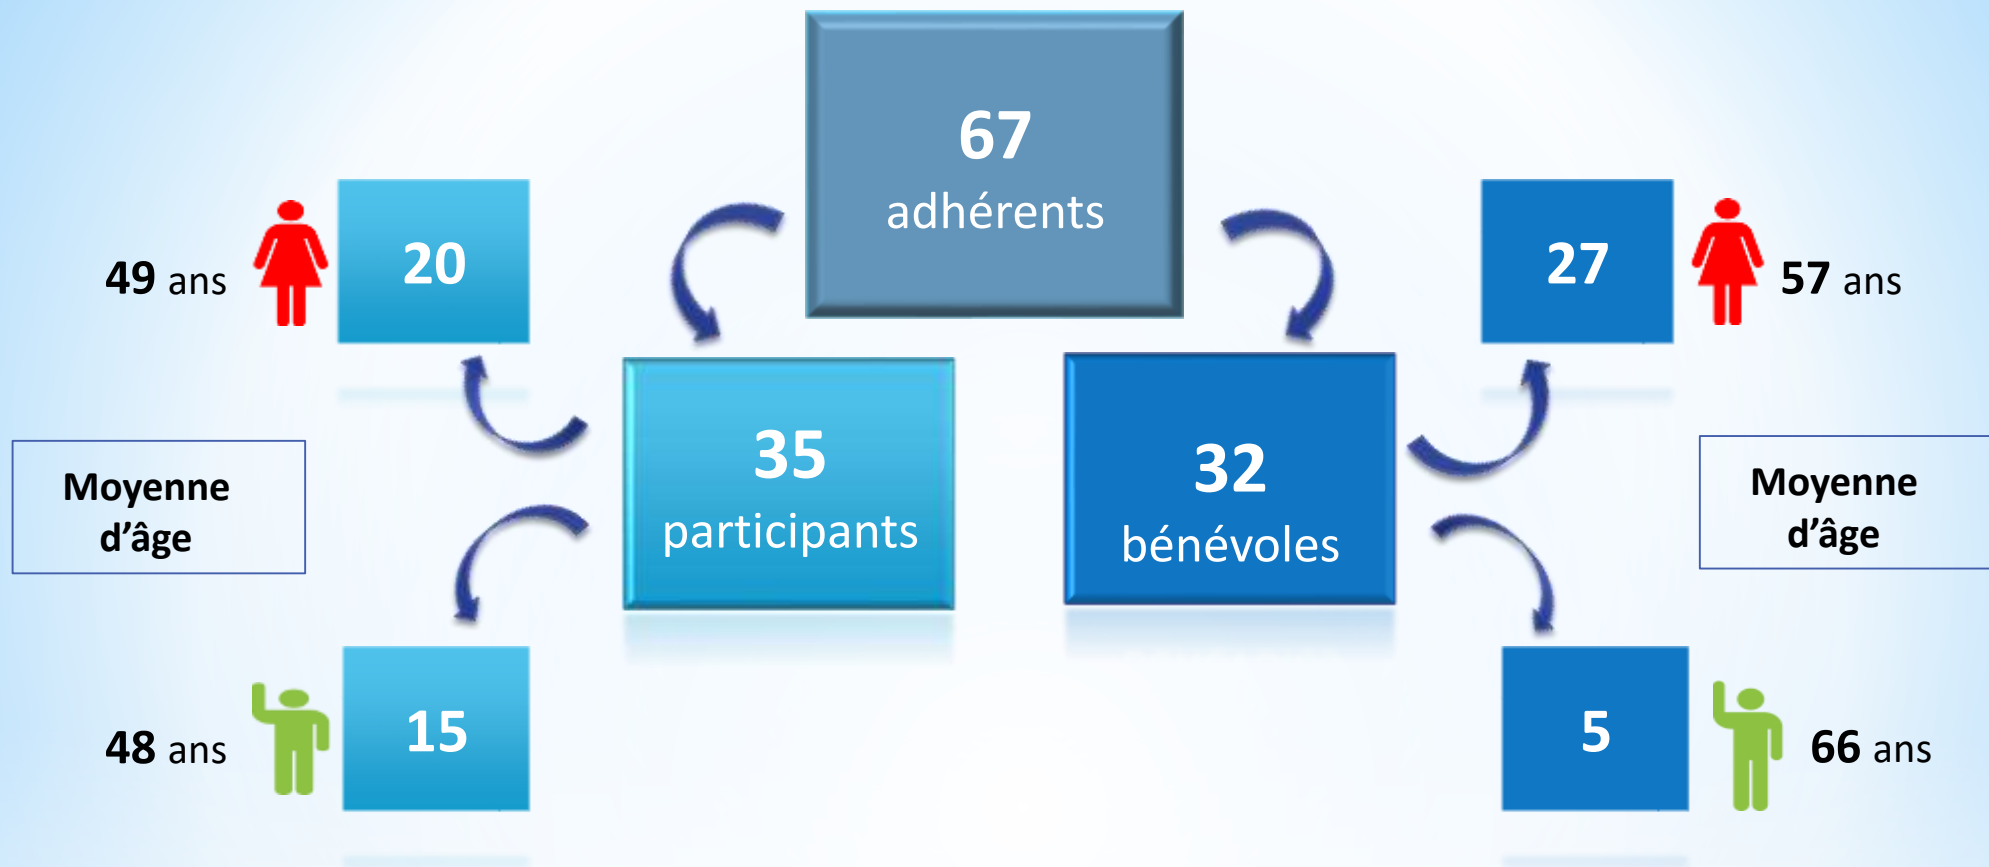 67
adhérents
20
49 ans
27
57 ans
35
participants
32
bénévoles
Moyenne
d’âge
Moyenne
d’âge
15
48 ans
5
66 ans